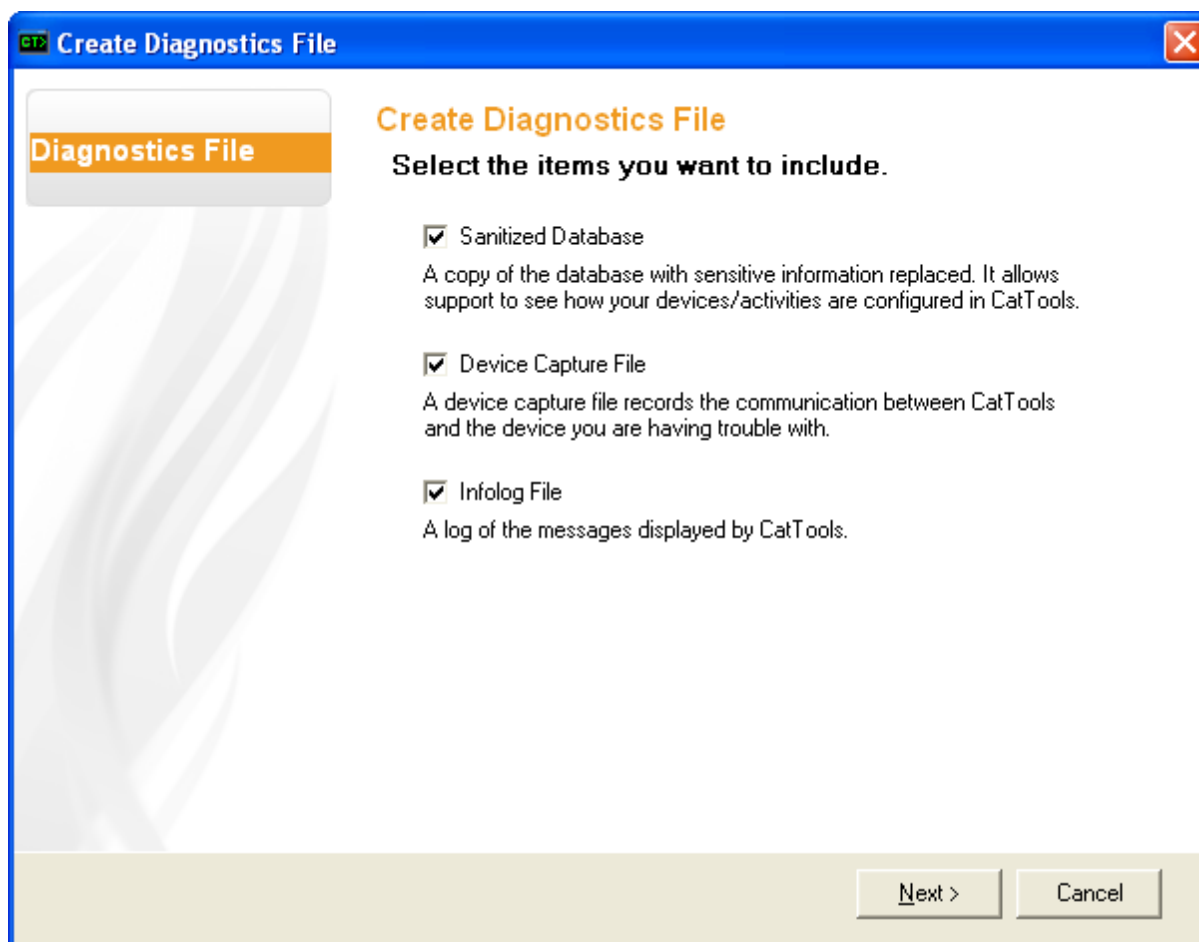 CT> Create Diagnostics File
Diagnostics File
Create Diagnostics File
Select the items you want to include.
Sanitized Database
A copy of the database with sensitive information replaced. It allows
support to see how your devices/activities are configured in CatTools.
Device Capture File
A device capture file records the communication between CatTools
and the device you are having trouble with.
Infolog File
A log of the messages displayed by CatTools.
Next >
Cancel